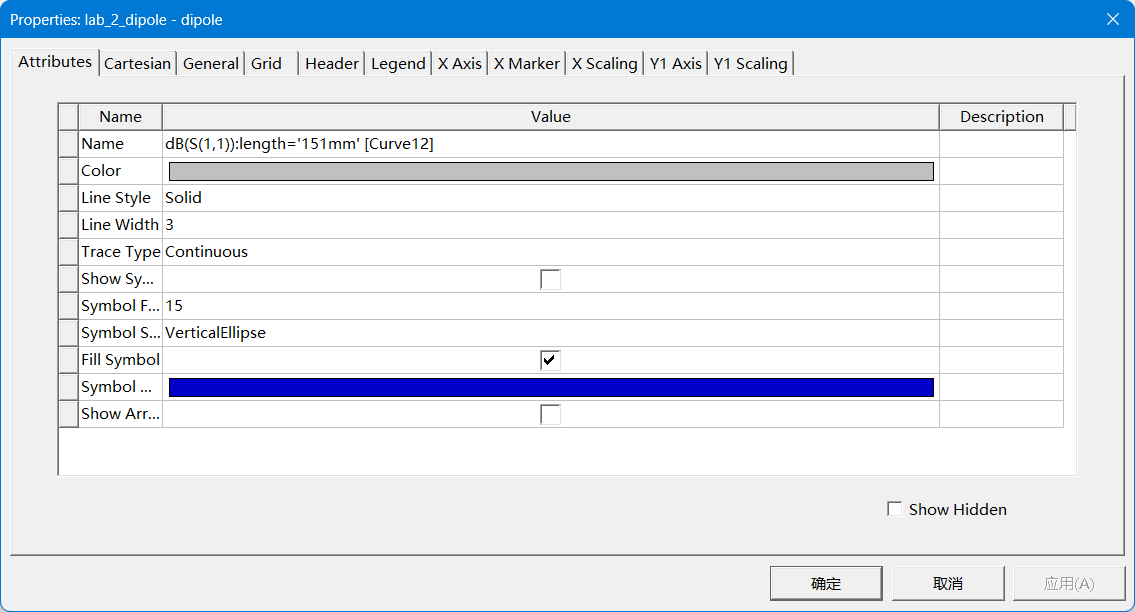 Properties: lab_2_dipole - dipole
Attributes Cartesian General Grid Header Legend X Axis X Marker X Scaling Y1 Axis Y1 Scaling
Name Value Description
Name dB(S(1,1)):length='151mm' [Curve12]
Color
Line Style Solid
Line Width 3
Trace Type Continuous
Show Sy...
Symbol F... 15
Symbol S... VerticalEllipse
Fill Symbol
Symbol ...
Show Arr...
Show Hidden
确定 取消 应用(A)